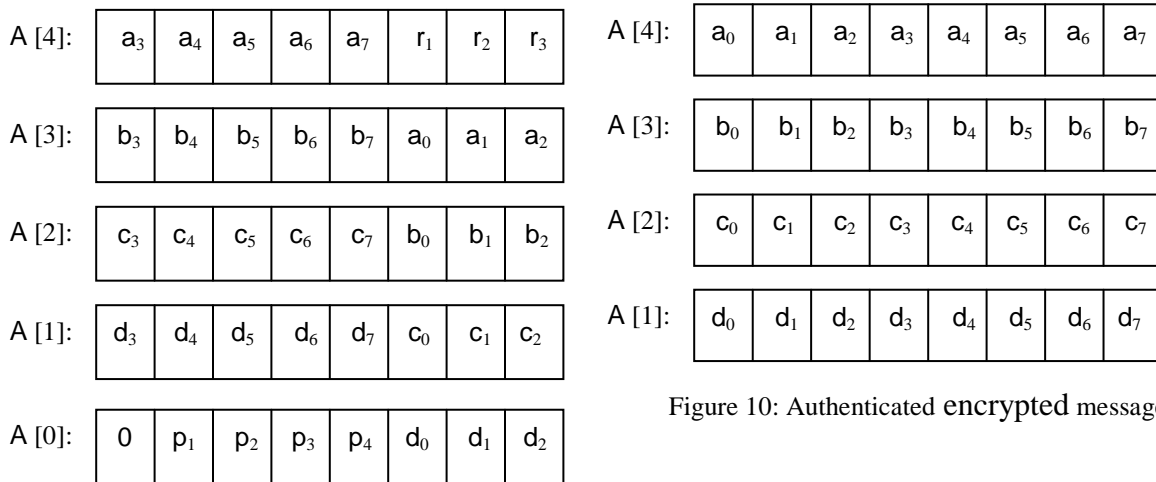 A [4]: a₃ a₄ a₅ a₆ a₇ r₁ r₂ r₃
A [3]: b₃ b₄ b₅ b₆ b₇ a₀ a₁ a₂
A [2]: c₃ c₄ c₅ c₆ c₇ b₀ b₁ b₂
A [1]: d₃ d₄ d₅ d₆ d₇ c₀ c₁ c₂
A [0]: 0 p₁ p₂ p₃ p₄ d₀ d₁ d₂
A [4]: a₀ a₁ a₂ a₃ a₄ a₅ a₆ a₇
A [3]: b₀ b₁ b₂ b₃ b₄ b₅ b₆ b₇
A [2]: c₀ c₁ c₂ c₃ c₄ c₅ c₆ c₇
A [1]: d₀ d₁ d₂ d₃ d₄ d₅ d₆ d₇
Figure 10: Authenticated encrypted message